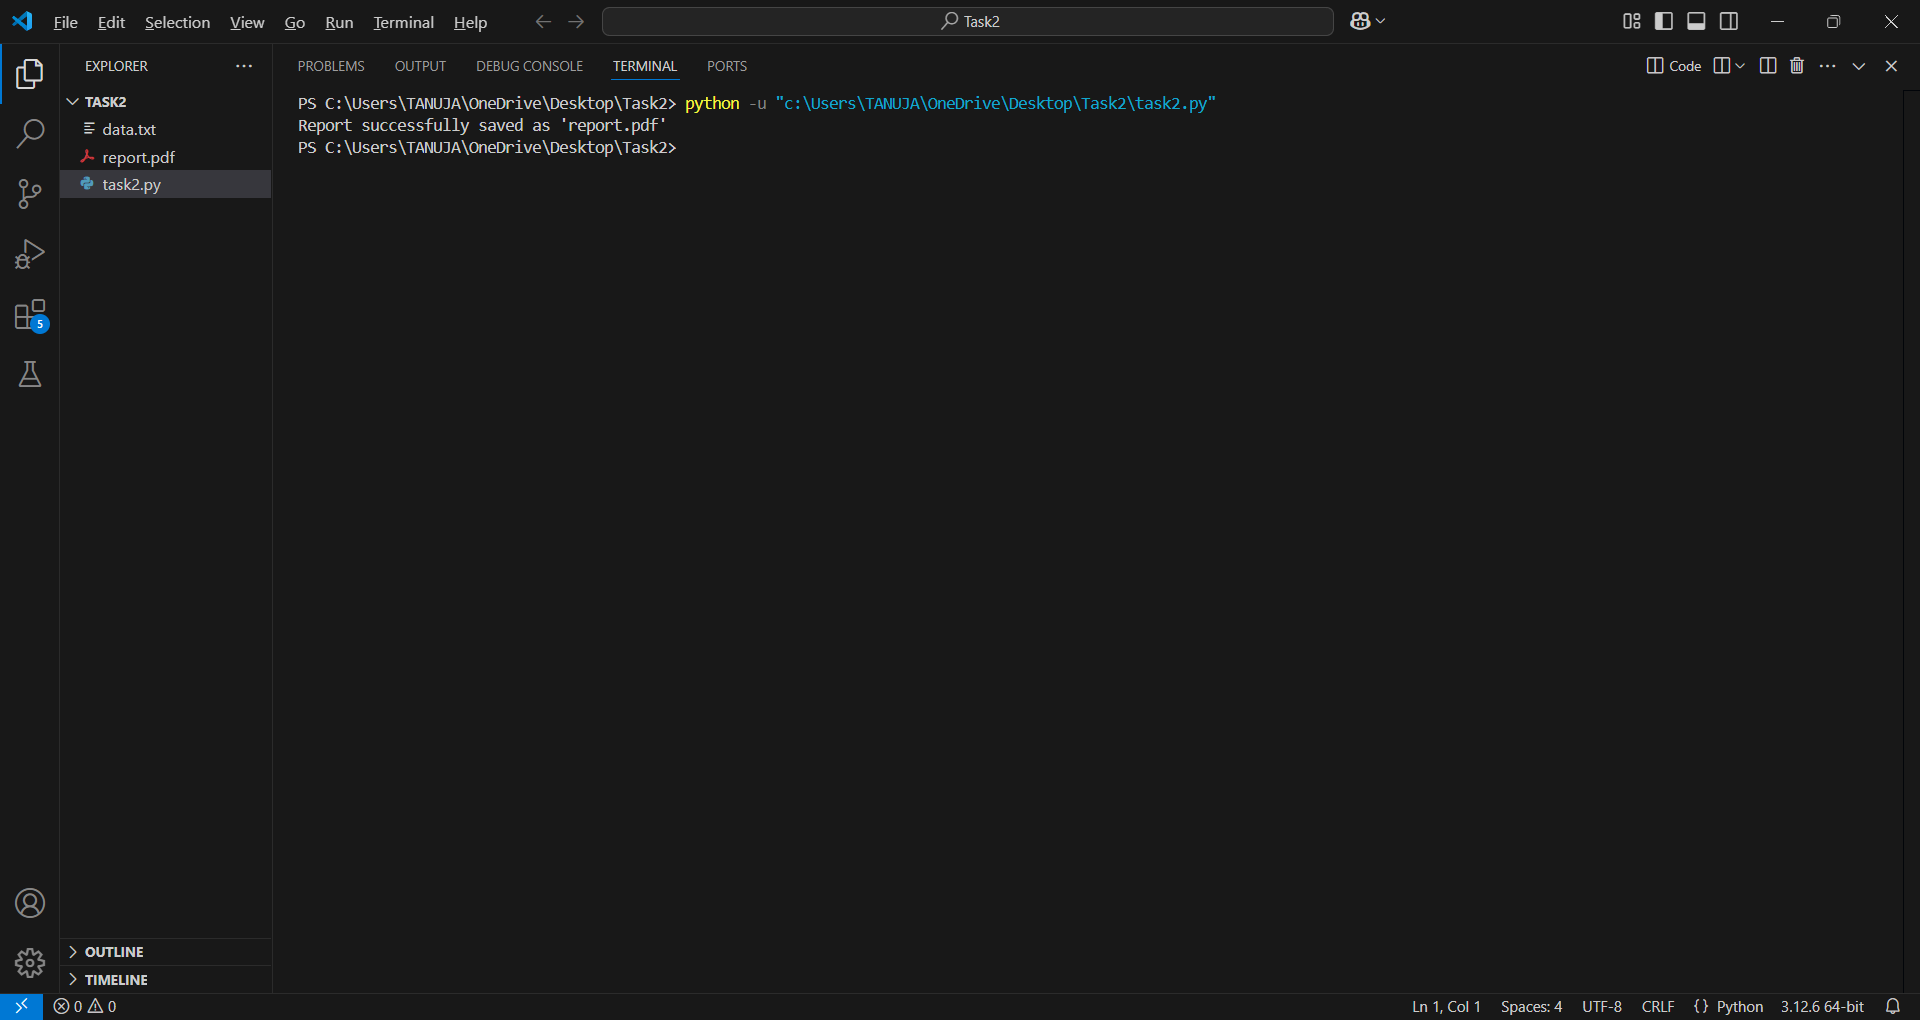 File Edit Selection View Go Run Terminal Help Task2
EXPLORER
PROBLEMS OUTPUT DEBUG CONSOLE TERMINAL PORTS Code
TASK2
data.txt
report.pdf
task2.py
PS C:\Users\TANUJA\OneDrive\Desktop\Task2> python -u "c:\Users\TANUJA\OneDrive\Desktop\Task2\task2.py"
Report successfully saved as 'report.pdf'
PS C:\Users\TANUJA\OneDrive\Desktop\Task2>
5
OUTLINE
TIMELINE
0 0 Ln 1, Col 1 Spaces: 4 UTF-8 CRLF {} Python 3.12.6 64-bit